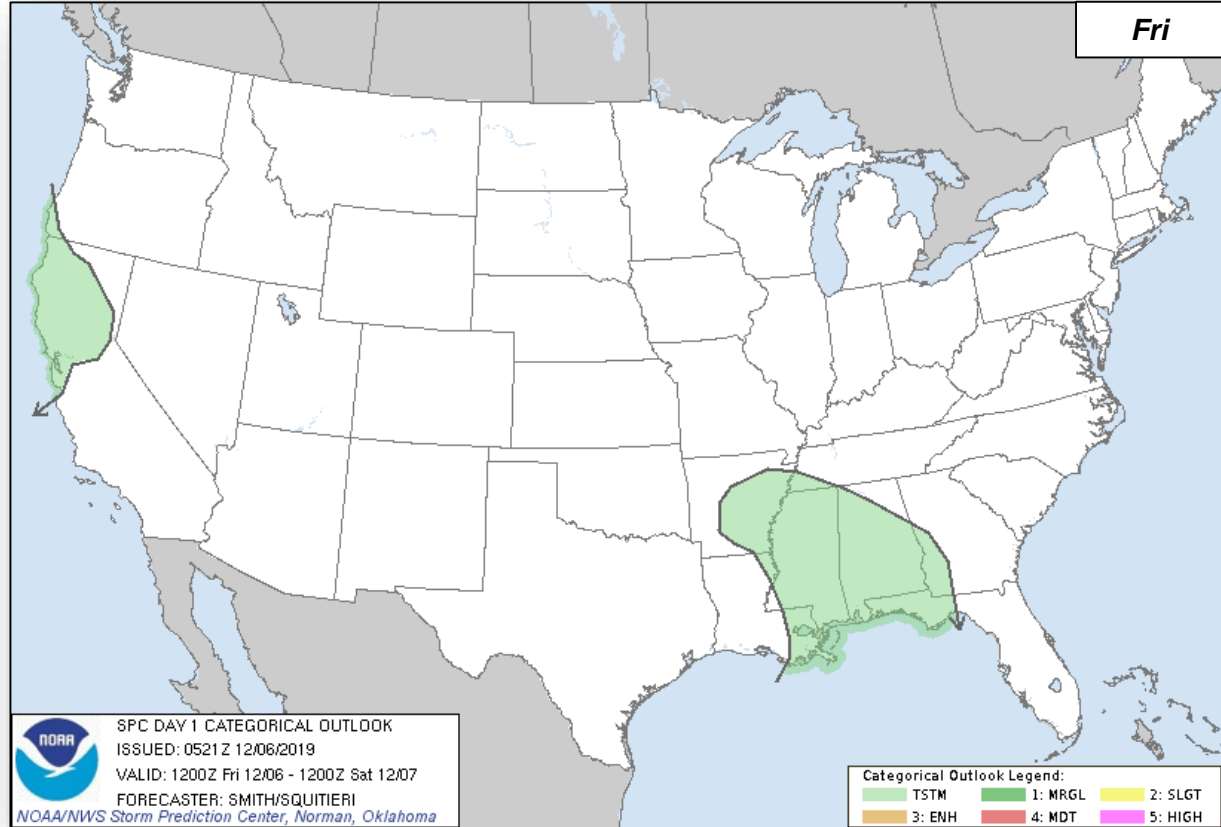 Fri
NOAA
SPC DAY 1 CATEGORICAL OUTLOOK
ISSUED: 0521Z 12/06/2019
VALID: 1200Z Fri 12/06 - 1200Z Sat 12/07
FORECASTER: SMITH/SQUITIERI
NOAA/NWS Storm Prediction Center, Norman, Oklahoma
Categorical Outlook Legend:
TSTM 1: MRGL 2: SLGT
3: ENH 4: MDT 5: HIGH